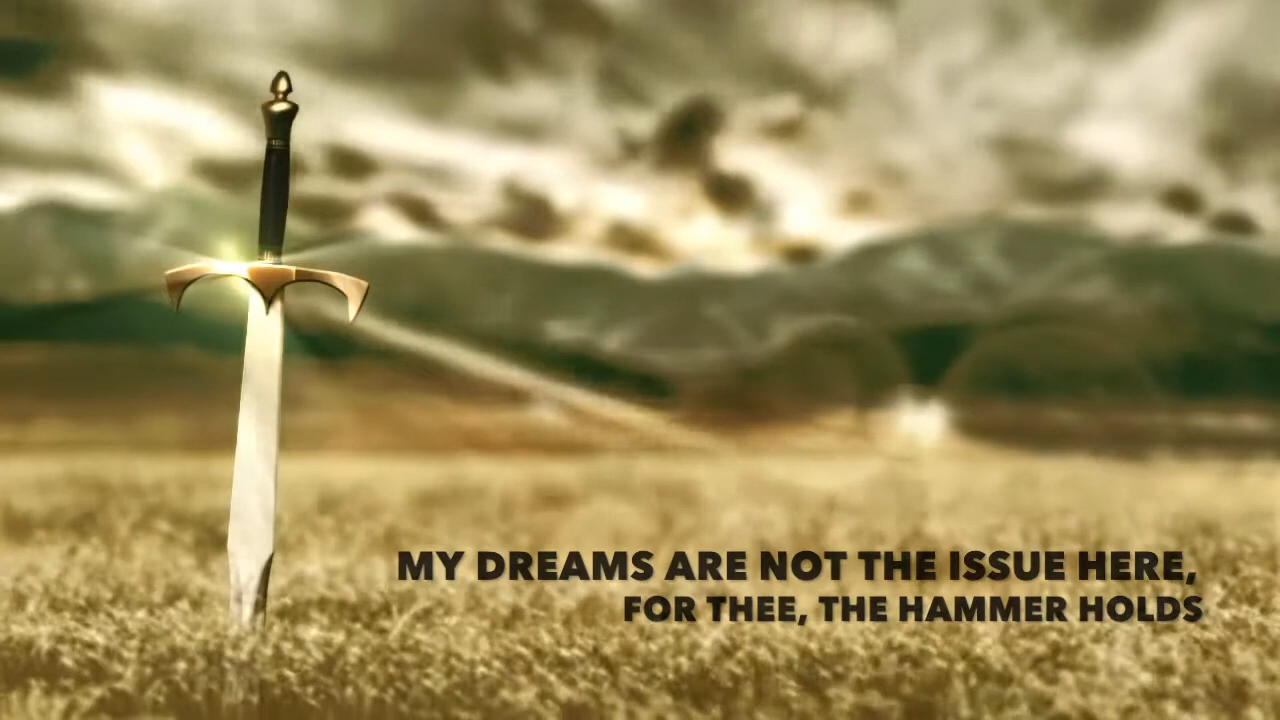 MY DREAMS ARE NOT THE ISSUE HERE,
FOR THEE, THE HAMMER HOLDS